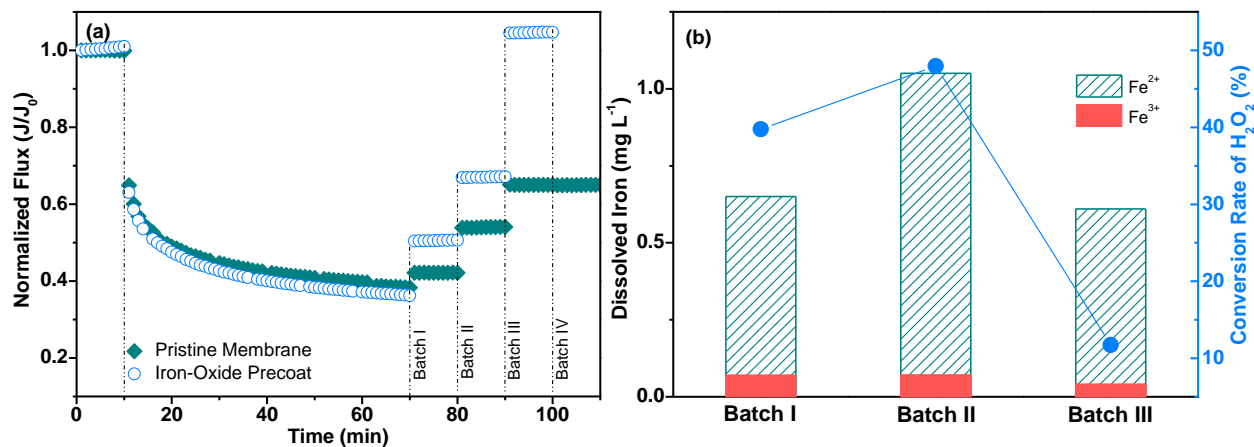 (a)
Normalized Flux (J/J₀)
1.0
0.8
0.6
0.4
0.2
Pristine Membrane
Iron-Oxide Precoat
Batch I
Batch II
Batch III
Batch IV
0
20
40
60
80
100
Time (min)
(b)
Dissolved Iron (mg L⁻¹)
1.0
0.5
0.0
Fe²⁺
Fe³⁺
Batch I
Batch II
Batch III
50
40
30
20
10
Conversion Rate of H₂O₂ (%)